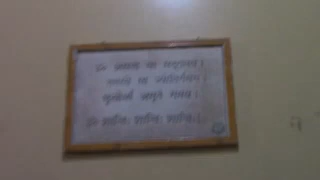 ॐ असतो मा सद्गमय।
तमसो मा ज्योतिर्गमय।
मृत्योर्मा अमृतं गमय।
ॐ शान्तिः शान्तिः शान्तिः।